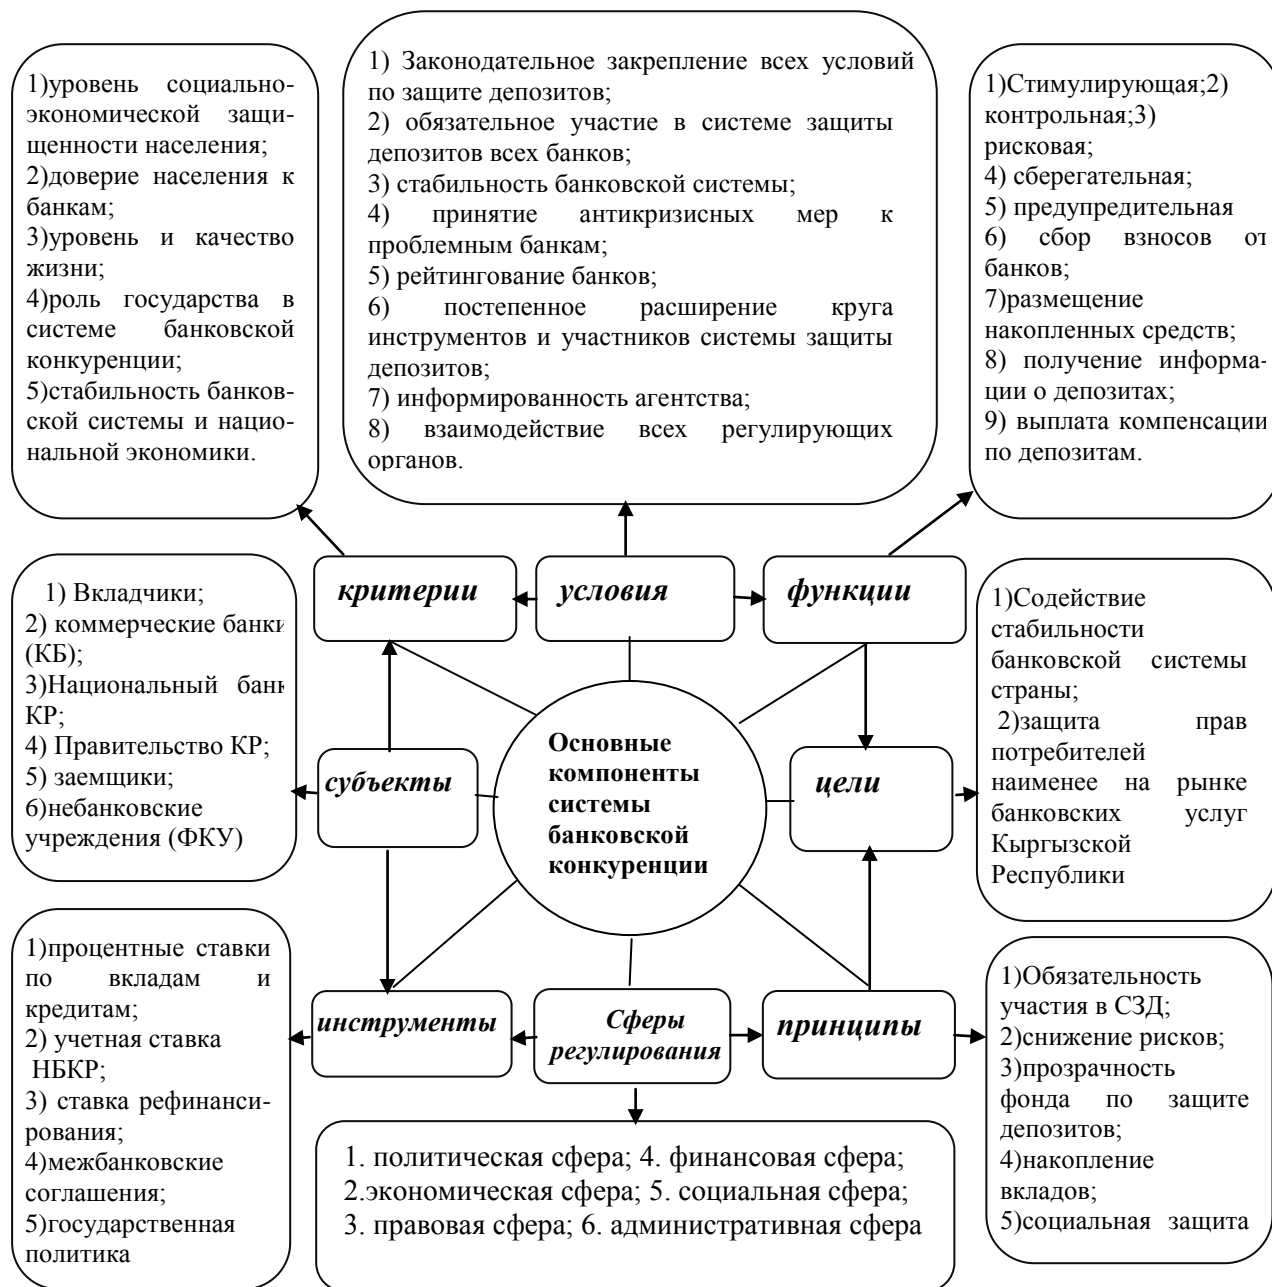 1)уровень социально-
экономической защи-
щенности населения;
2)доверие населения к
банкам;
3)уровень и качество
жизни;
4)роль государства в
системе банковской
конкуренции;
5)стабильность банков-
ской системы и нацио-
нальной экономики.
1) Законодательное закрепление всех условий
по защите депозитов;
2) обязательное участие в системе защиты
депозитов всех банков;
3) стабильность банковской системы;
4) принятие антикризисных мер к
проблемным банкам;
5) рейтингование банков;
6) постепенное расширение круга
инструментов и участников системы защиты
депозитов;
7) информированность агентства;
8) взаимодействие всех регулирующих
органов.
1)Стимулирующая;2)
контрольная;3)
рисковая;
4) сберегательная;
5) предупредительная
6) сбор взносов от
банков;
7)размещение
накопленных средств;
8) получение информа-
ции о депозитах;
9) выплата компенсации
по депозитам.
критерии
условия
функции
1) Вкладчики;
2) коммерческие банки
(КБ);
3)Национальный банк
КР;
4) Правительство КР;
5) заемщики;
6)небанковские
учреждения (ФКУ)
субъекты
Основные
компоненты
системы
банковской
конкуренции
цели
1)Содействие
стабильности
банковской системы
страны;
2)защита прав
потребителей
наименее на рынке
банковских услуг
Кыргызской
Республики
1)процентные ставки
по вкладам и
кредитам;
2) учетная ставка
НБКР;
3) ставка рефинанси-
рования;
4)межбанковские
соглашения;
5)государственная
политика
инструменты
Сферы
регулирования
принципы
1)Обязательность
участия в СЗД;
2)снижение рисков;
3)прозрачность
фонда по защите
депозитов;
4)накопление
вкладов;
5)социальная защита
1. политическая сфера; 4. финансовая сфера;
2.экономическая сфера; 5. социальная сфера;
3. правовая сфера; 6. административная сфера